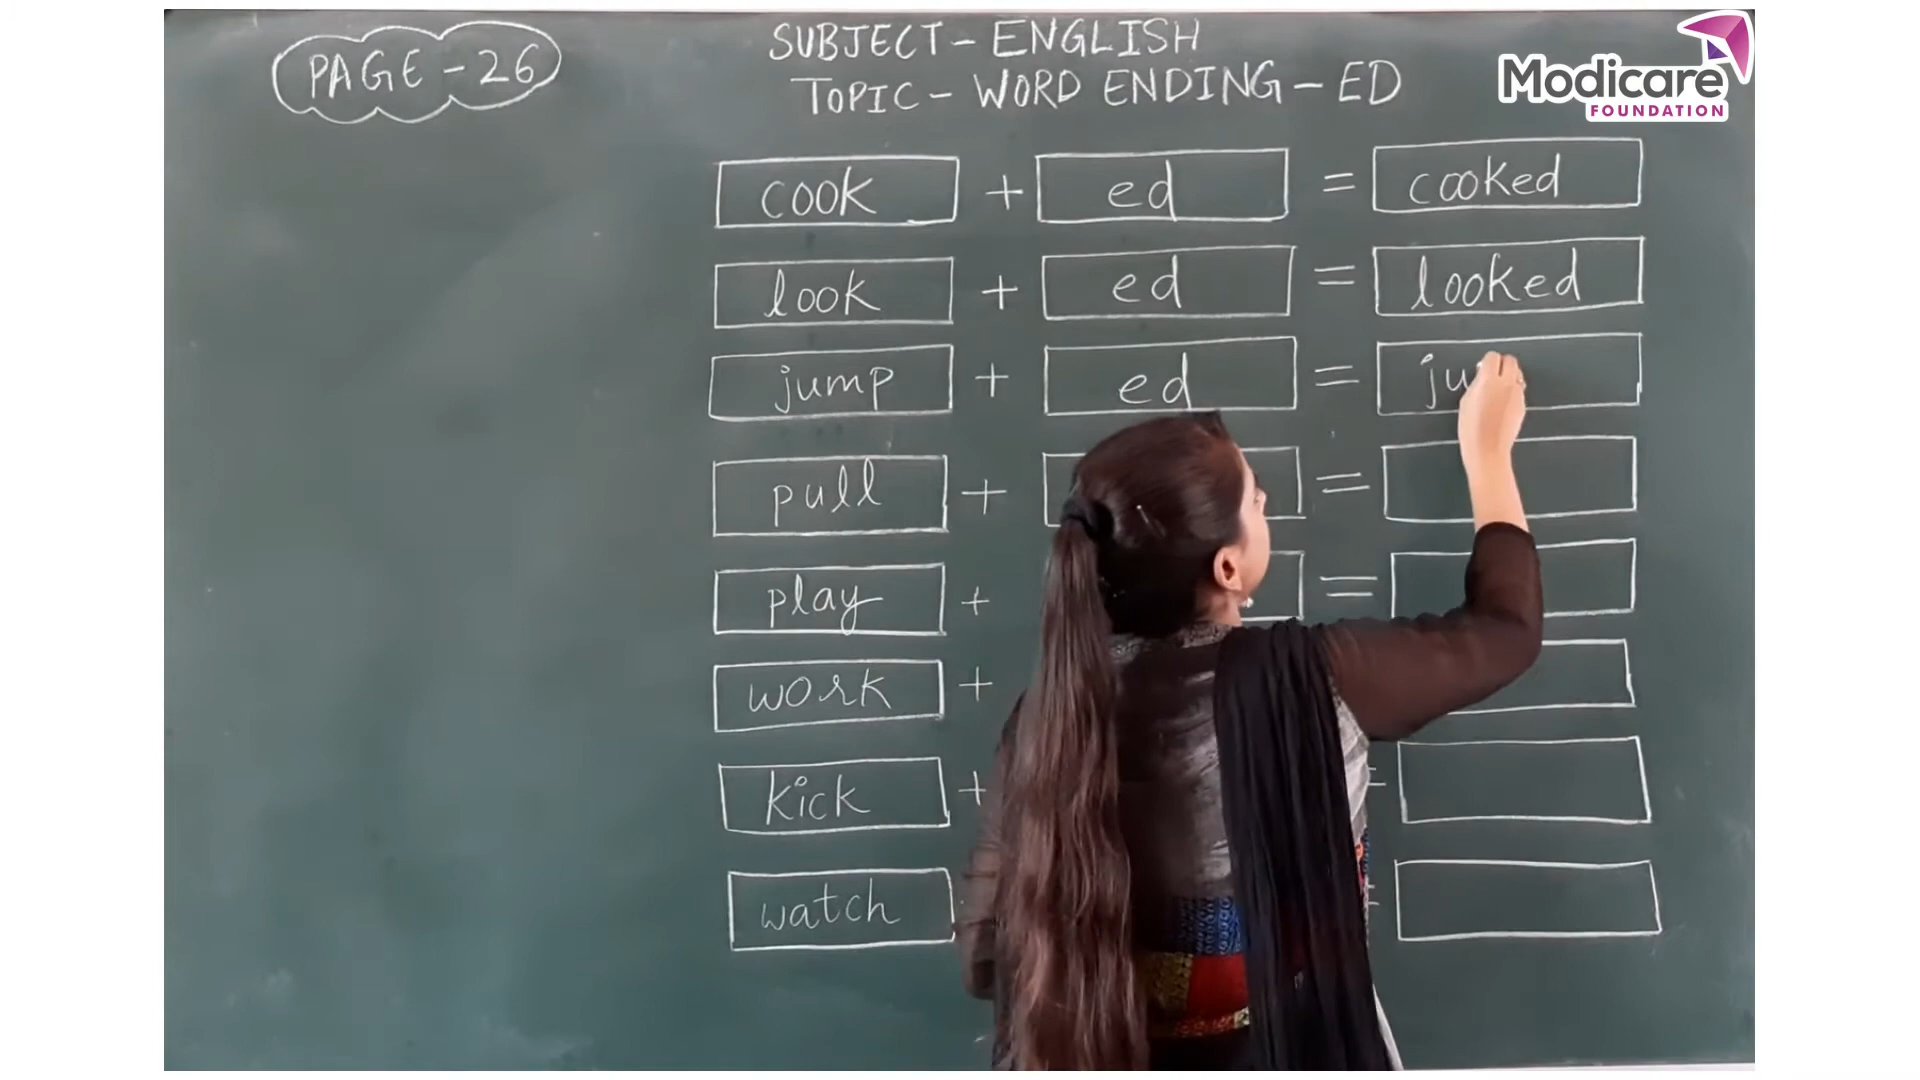 PAGE-26
SUBJECT-ENGLISH
TOPIC-WORD ENDING-ED
Modicare
FOUNDATION
cook + ed = cooked
look + ed = looked
jump + ed = ju
pull + =
play + =
work +
kick + =
watch =